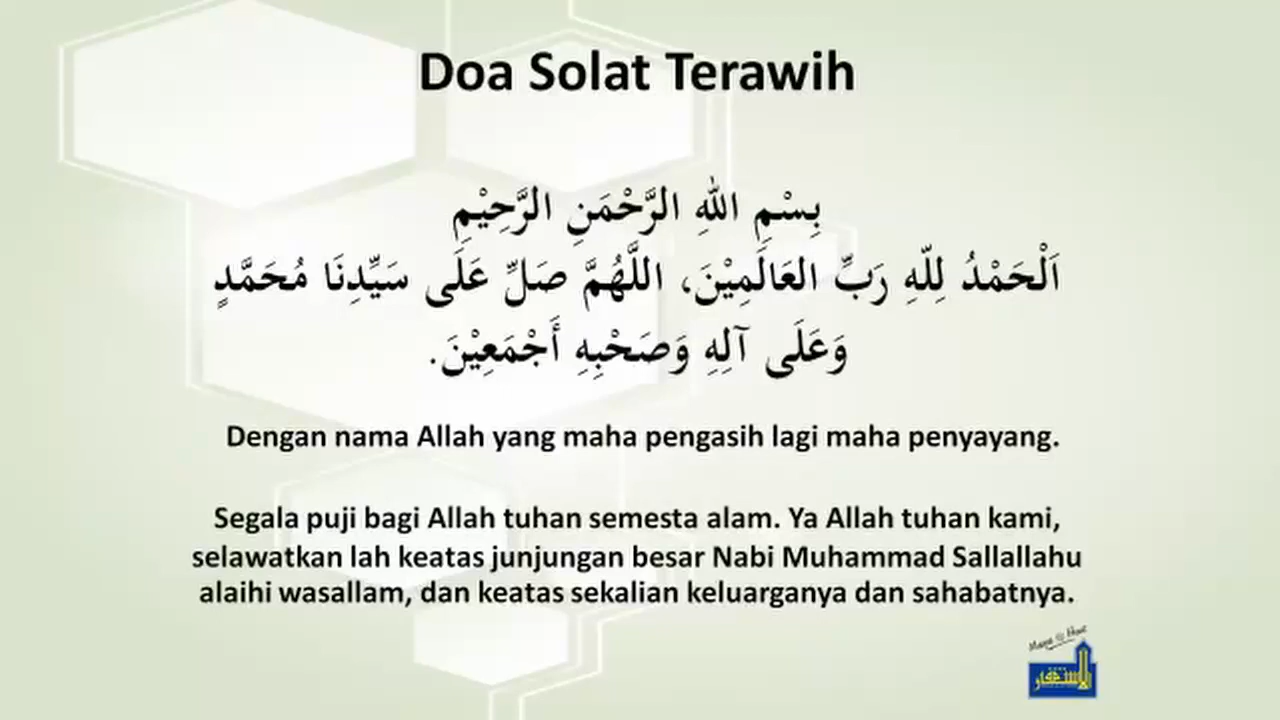 Doa Solat Terawih
بِسْمِ اللهِ الرَّحْمَنِ الرَّحِيْمِ
اَلْحَمْدُ لِلّهِ رَبِّ العَالَمِيْنَ، اللَّهُمَّ صَلِّ عَلَى سَيِّدِنَا مُحَمَّدٍ
وَعَلَى آلِهِ وَصَحْبِهِ أَجْمَعِيْنَ.
Dengan nama Allah yang maha pengasih lagi maha penyayang.
Segala puji bagi Allah tuhan semesta alam. Ya Allah tuhan kami,
selawatkan lah keatas junjungan besar Nabi Muhammad Sallallahu
alaihi wasallam, dan keatas sekalian keluarganya dan sahabatnya.